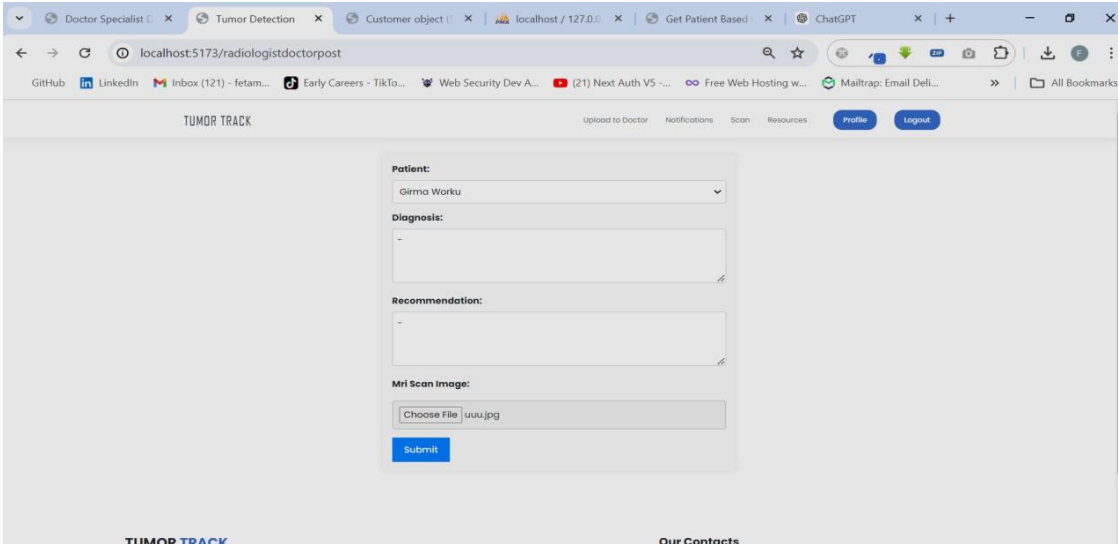 Doctor Specialist D Tumor Detection Customer object (1 localhost / 127.0.0. Get Patient Based ChatGPT
localhost:5173/radiologistdoctorpost
GitHub LinkedIn Inbox (121) - fetam... Early Careers - TikTo... Web Security Dev A... (21) Next Auth V5 -... Free Web Hosting w... Mailtrap: Email Deli... » All Bookmarks
TUMOR TRACK Upload to Doctor Notifications Scan Resources Profile Logout
Patient:
Girma Worku
Diagnosis:
-
Recommendation:
-
Mri Scan Image:
Choose File uuu.jpg
Submit
TUMOR TRACK Our Contacts